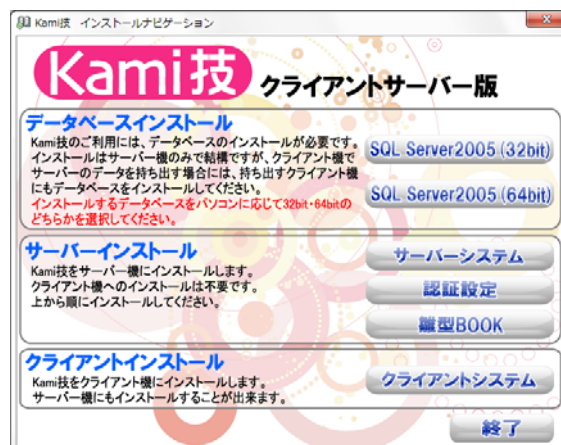 Kami技 インストールナビゲーション
Kami技 クライアントサーバー版
データベースインストール
Kami技のご利用には、データベースのインストールが必要です。
インストールはサーバー機のみで結構ですが、クライアント機で
サーバーのデータを持ち出す場合には、持ち出すクライアント機
にもデータベースをインストールしてください。
インストールするデータベースをパソコンに応じて32bit・64bitの
どちらかを選択してください。
SQL Server2005 (32bit)
SQL Server2005 (64bit)
サーバーインストール
Kami技をサーバー機にインストールします。
クライアント機へのインストールは不要です。
上から順にインストールしてください。
サーバーシステム
認証設定
雛型BOOK
クライアントインストール
Kami技をクライアント機にインストールします。
サーバー機にもインストールすることが出来ます。
クライアントシステム
終了